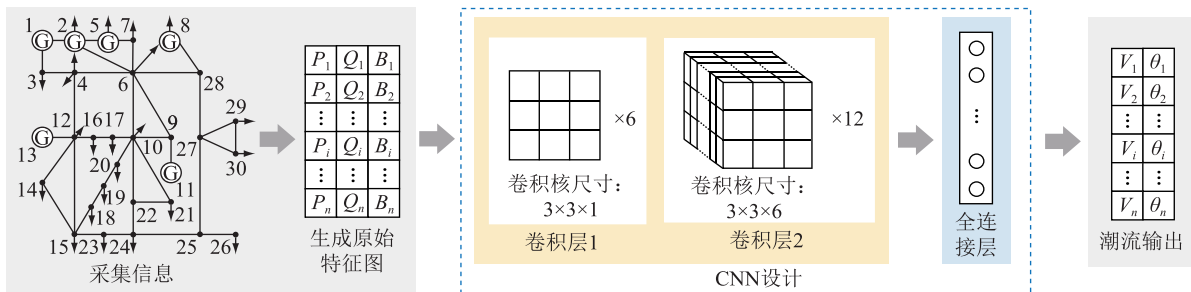 1
2
5
7
8
G
G
G
G
3
4
6
28
12
16
17
9
29
G
13
20
10
27
30
G
14
19
11
18
22
21
15
23
24
25
26
采集信息
P1 Q1 B1
P2 Q2 B2
⋮ ⋮ ⋮
Pi Qi Bi
⋮ ⋮ ⋮
Pn Qn Bn
生成原始
特征图
×6
卷积核尺寸：
3×3×1
卷积层1
×12
卷积核尺寸：
3×3×6
卷积层2
⋮
全连
接层
CNN设计
V1 θ1
V2 θ2
⋮ ⋮
Vi θi
⋮ ⋮
Vn θn
潮流输出